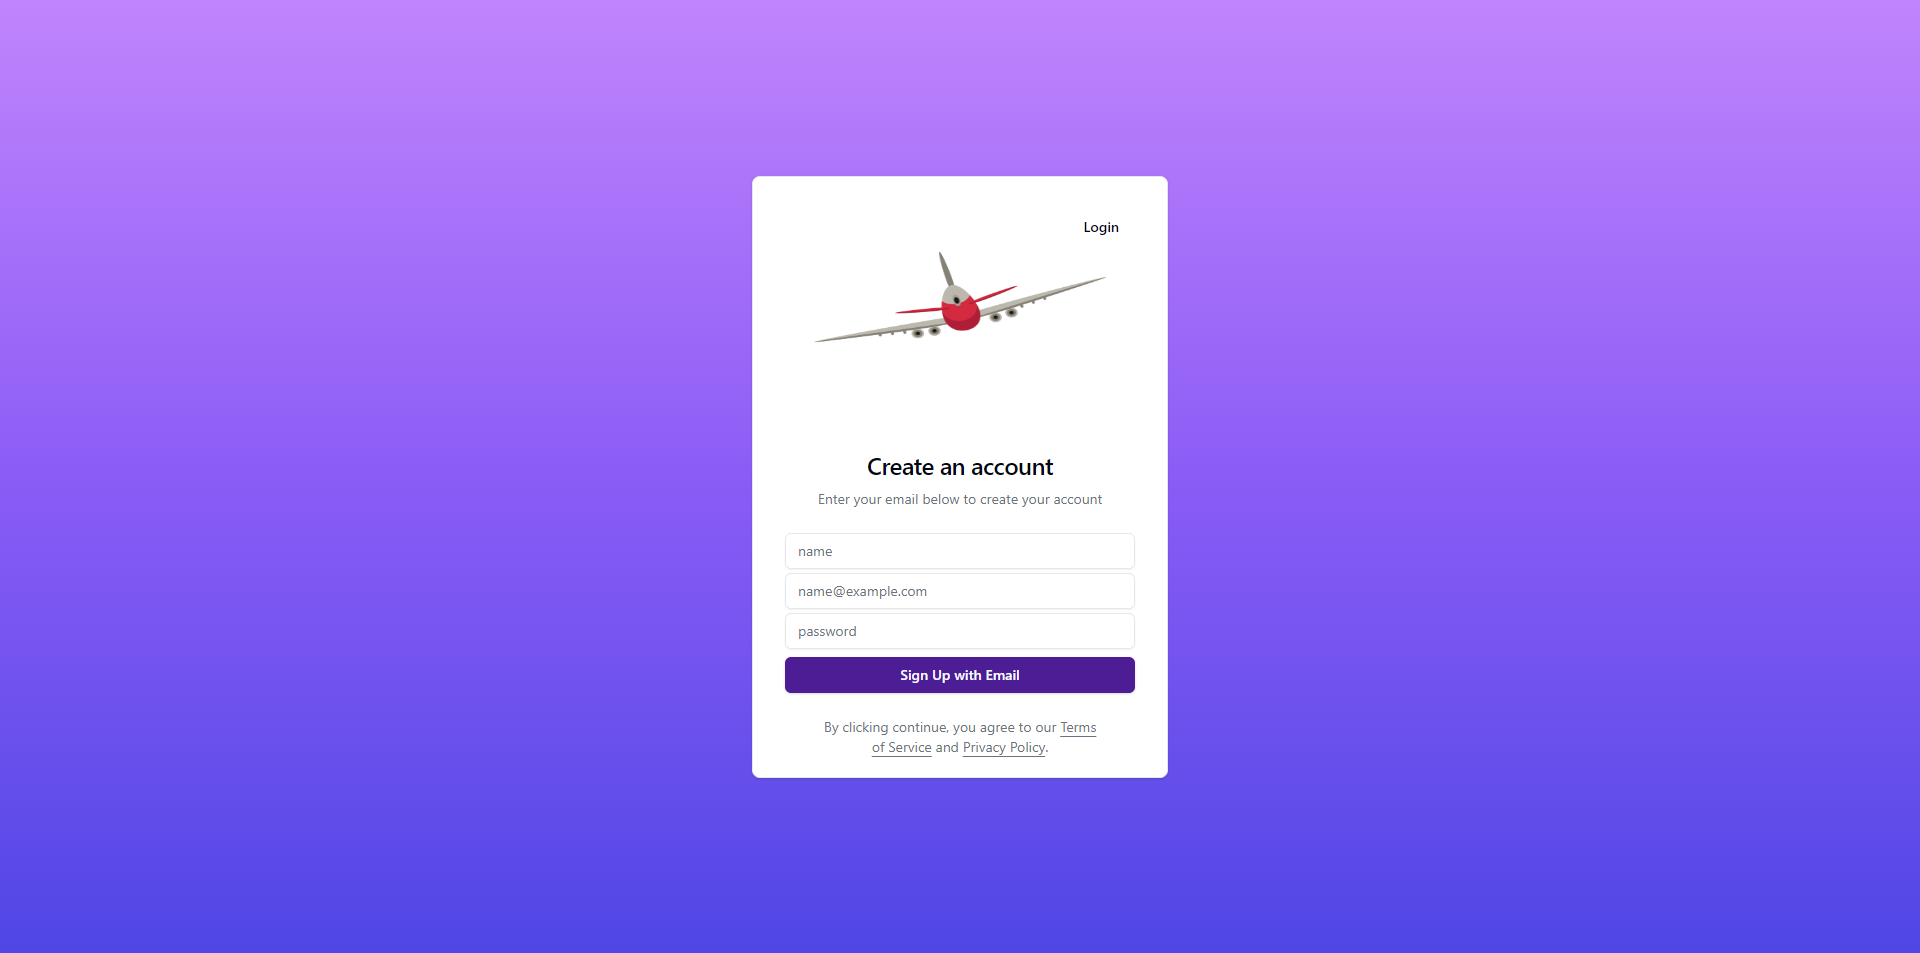 Login
Create an account
Enter your email below to create your account
name
name@example.com
password
Sign Up with Email
By clicking continue, you agree to our Terms
of Service and Privacy Policy.